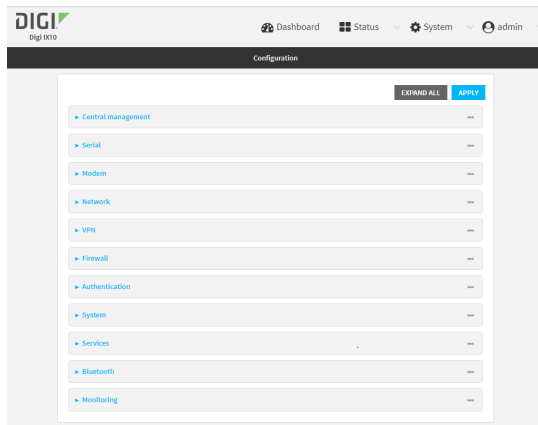 DIGI
Digi IX10
Dashboard Status System admin
Configuration
EXPAND ALL APPLY
Central management
Serial
Modem
Network
VPN
Firewall
Authentication
System
Services
Bluetooth
Monitoring